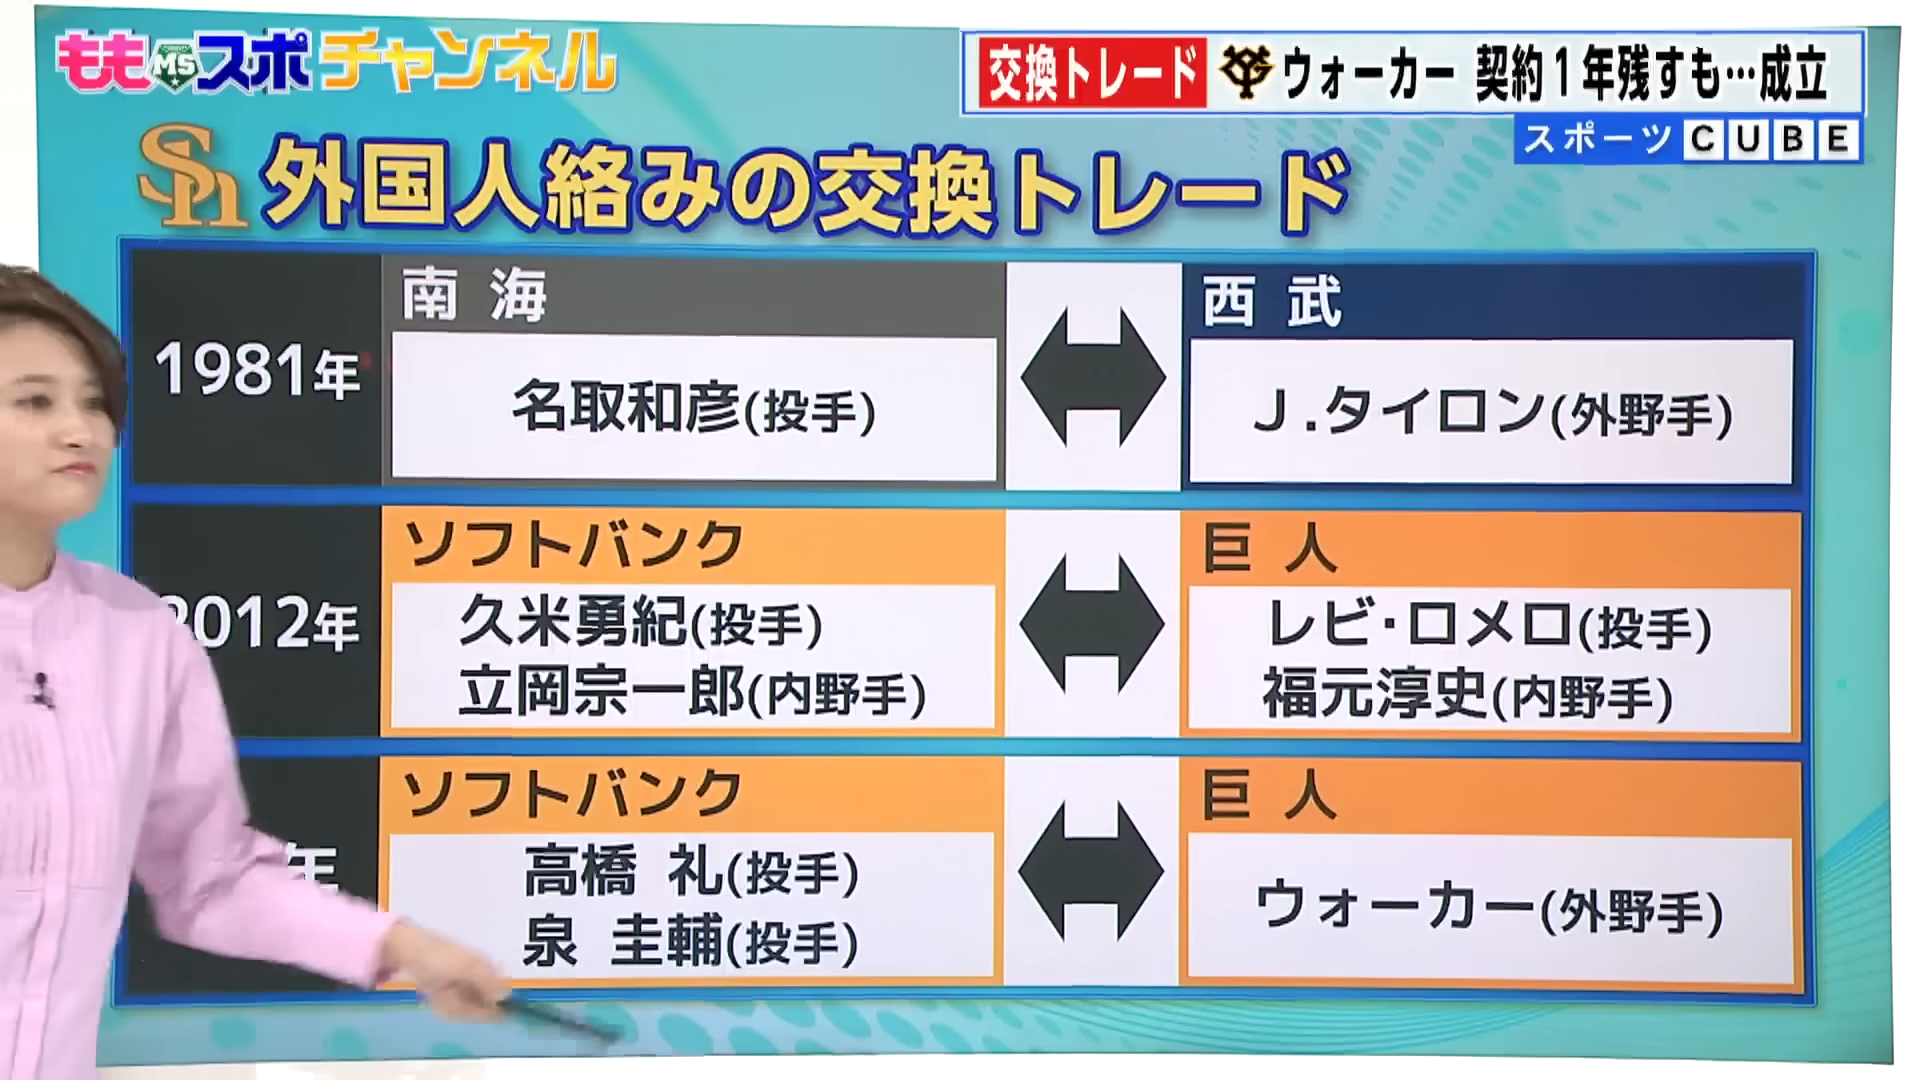 ももMSスポチャンネル
交換トレード ウォーカー 契約1年残すも…成立
スポーツCUBE
Sh 外国人絡みの交換トレード
1981年
南海
西武
名取和彦(投手)
J.タイロン(外野手)
2012年
ソフトバンク
巨人
久米勇紀(投手)
レビ・ロメロ(投手)
立岡宗一郎(内野手)
福元淳史(内野手)
年
ソフトバンク
巨人
高橋 礼(投手)
泉 圭輔(投手)
ウォーカー(外野手)